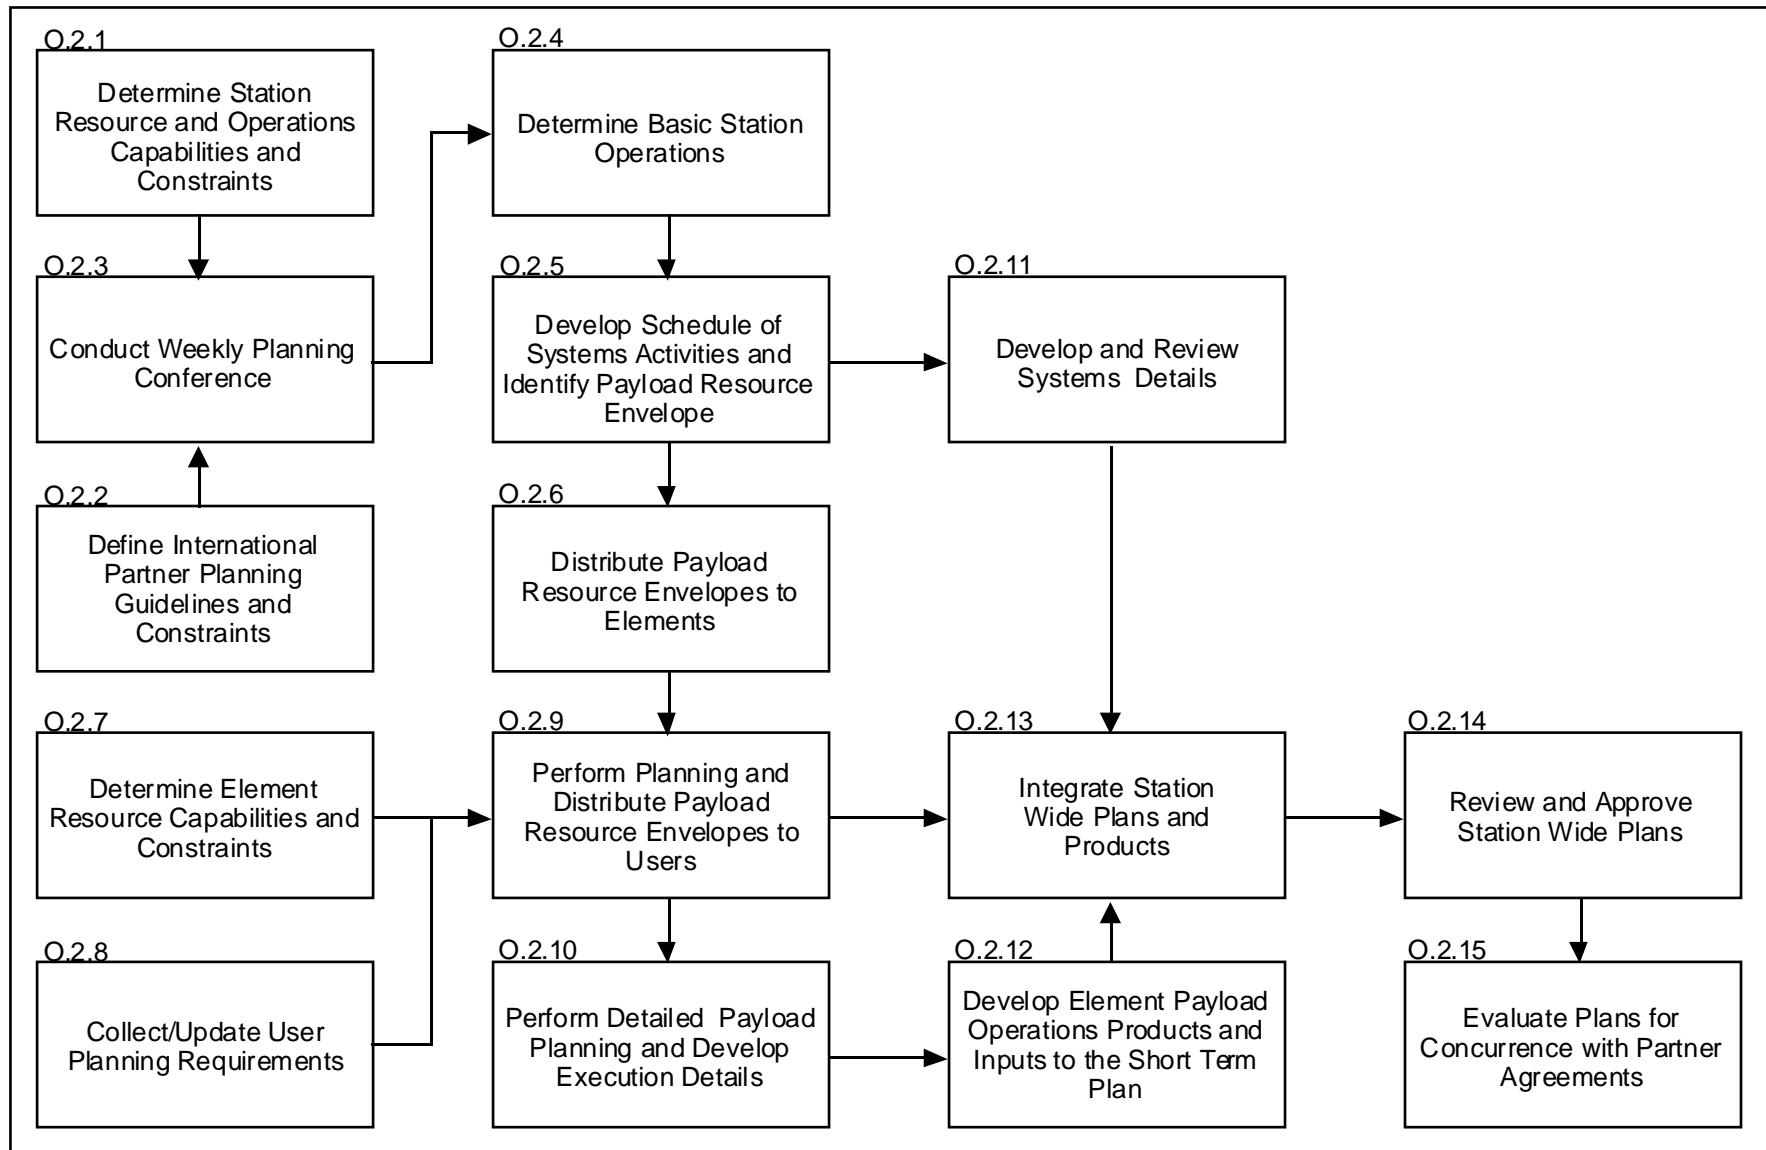 O.2.1
Determine Station
Resource and Operations
Capabilities and
Constraints
O.2.4
Determine Basic Station
Operations
O.2.3
Conduct Weekly Planning
Conference
O.2.5
Develop Schedule of
Systems Activities and
Identify Payload Resource
Envelope
O.2.11
Develop and Review
Systems Details
O.2.2
Define International
Partner Planning
Guidelines and
Constraints
O.2.6
Distribute Payload
Resource Envelopes to
Elements
O.2.7
Determine Element
Resource Capabilities and
Constraints
O.2.9
Perform Planning and
Distribute Payload
Resource Envelopes to
Users
O.2.13
Integrate Station
Wide Plans and
Products
O.2.14
Review and Approve
Station Wide Plans
O.2.8
Collect/Update User
Planning Requirements
O.2.10
Perform Detailed Payload
Planning and Develop
Execution Details
O.2.12
Develop Element Payload
Operations Products and
Inputs to the Short Term
Plan
O.2.15
Evaluate Plans for
Concurrence with Partner
Agreements